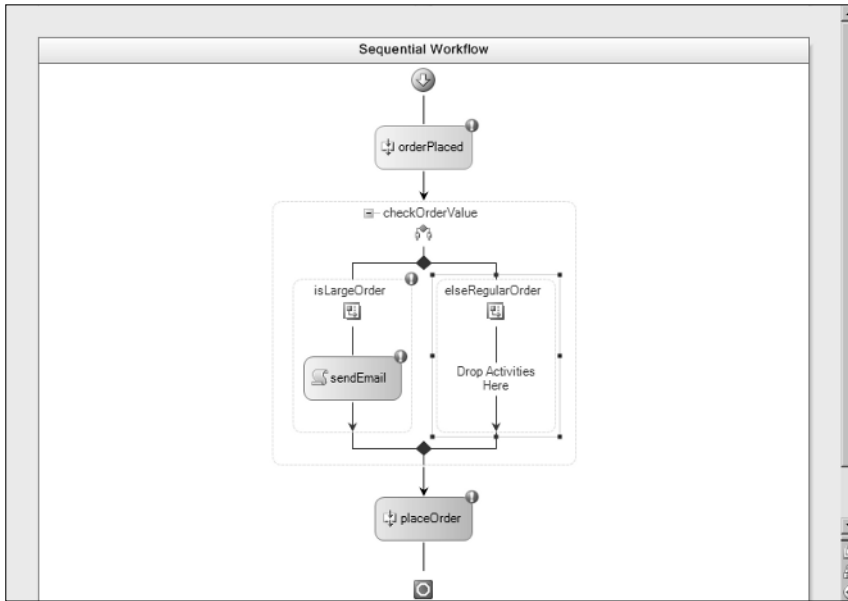 Sequential Workflow
orderPlaced
checkOrderValue
isLargeOrder
elseRegularOrder
sendEmail
Drop Activities
Here
placeOrder